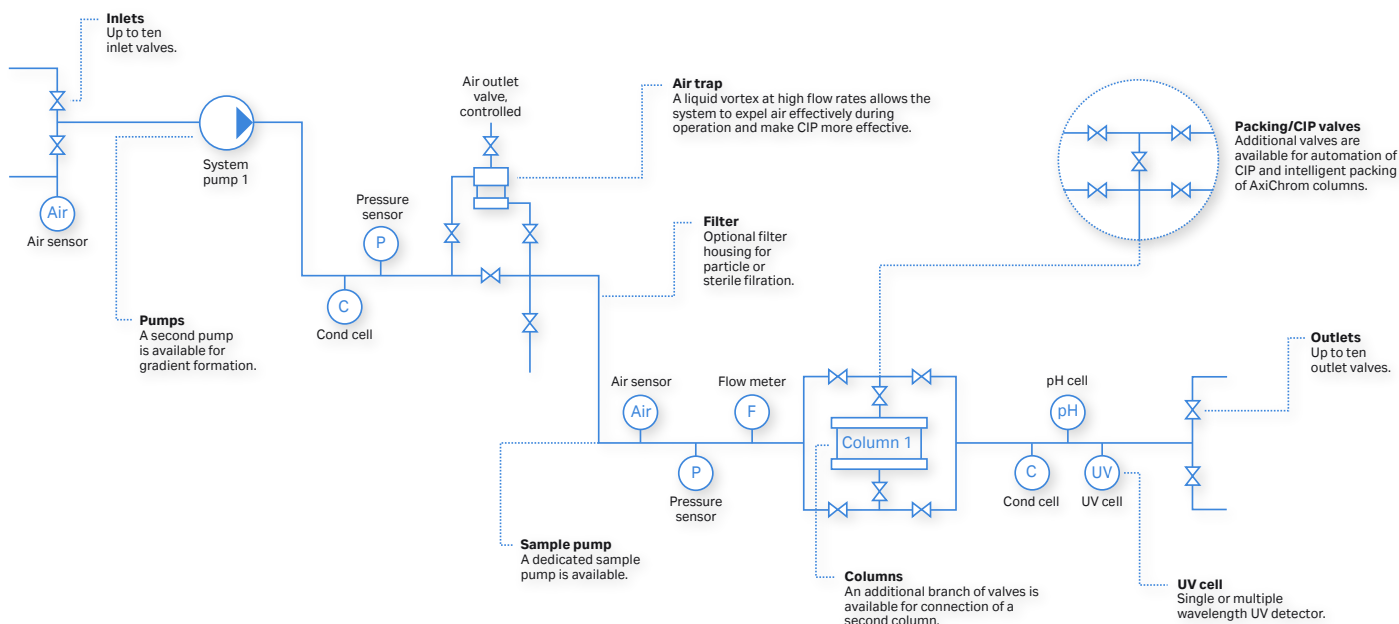 Inlets
Up to ten
inlet valves.
Air
Air sensor
System
pump 1
Pumps
A second pump
is available for
gradient formation.
Pressure
sensor
P
C
Cond cell
Air outlet
valve,
controlled
Air trap
A liquid vortex at high flow rates allows the
system to expel air effectively during
operation and make CIP more effective.
Filter
Optional filter
housing for
particle or
sterile filration.
Packing/CIP valves
Additional valves are
available for automation of
CIP and intelligent packing
of AxiChrom columns.
Air sensor
Air
Flow meter
F
P
Pressure
sensor
Sample pump
A dedicated sample
pump is available.
Column 1
Columns
An additional branch of valves is
available for connection of a
second column.
pH cell
pH
C
Cond cell
UV
UV cell
Outlets
Up to ten
outlet valves.
UV cell
Single or multiple
wavelength UV detector.